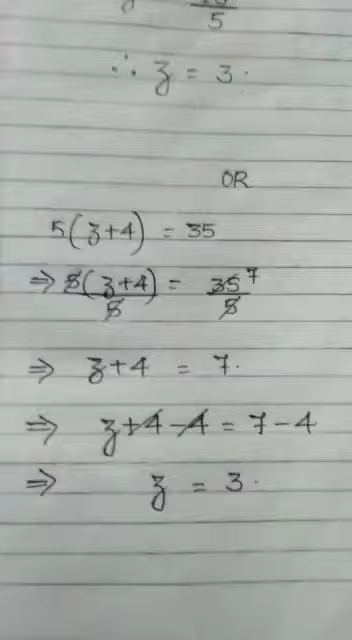 5
∴ z = 3.
OR
5(z+4) = 35
⇒ 5(z+4)/5 = 35/5 7
⇒ z+4 = 7.
⇒ z+4-4 = 7-4
⇒ z = 3.